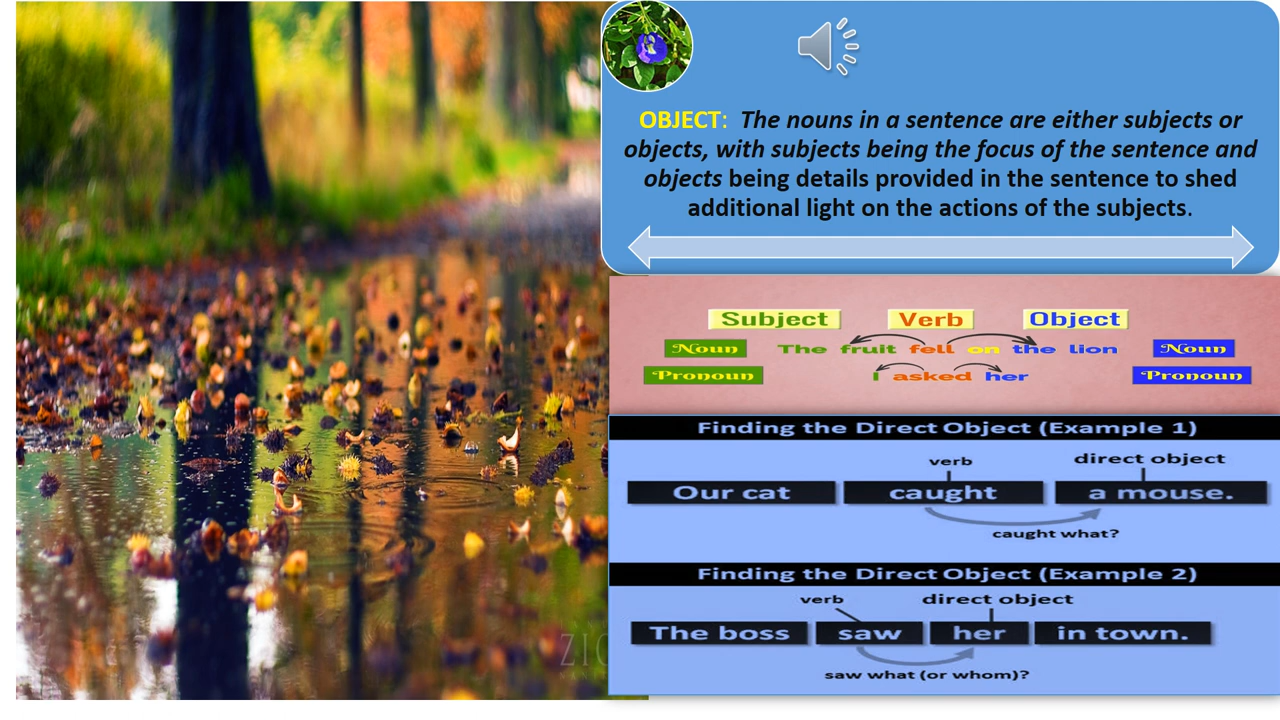 OBJECT: The nouns in a sentence are either subjects or
objects, with subjects being the focus of the sentence and
objects being details provided in the sentence to shed
additional light on the actions of the subjects.
Subject Verb Object
Noun The fruit fell on the lion Noun
Pronoun I asked her Pronoun
Finding the Direct Object (Example 1)
verb direct object
Our cat caught a mouse.
caught what?
Finding the Direct Object (Example 2)
verb direct object
The boss saw her in town.
saw what (or whom)?